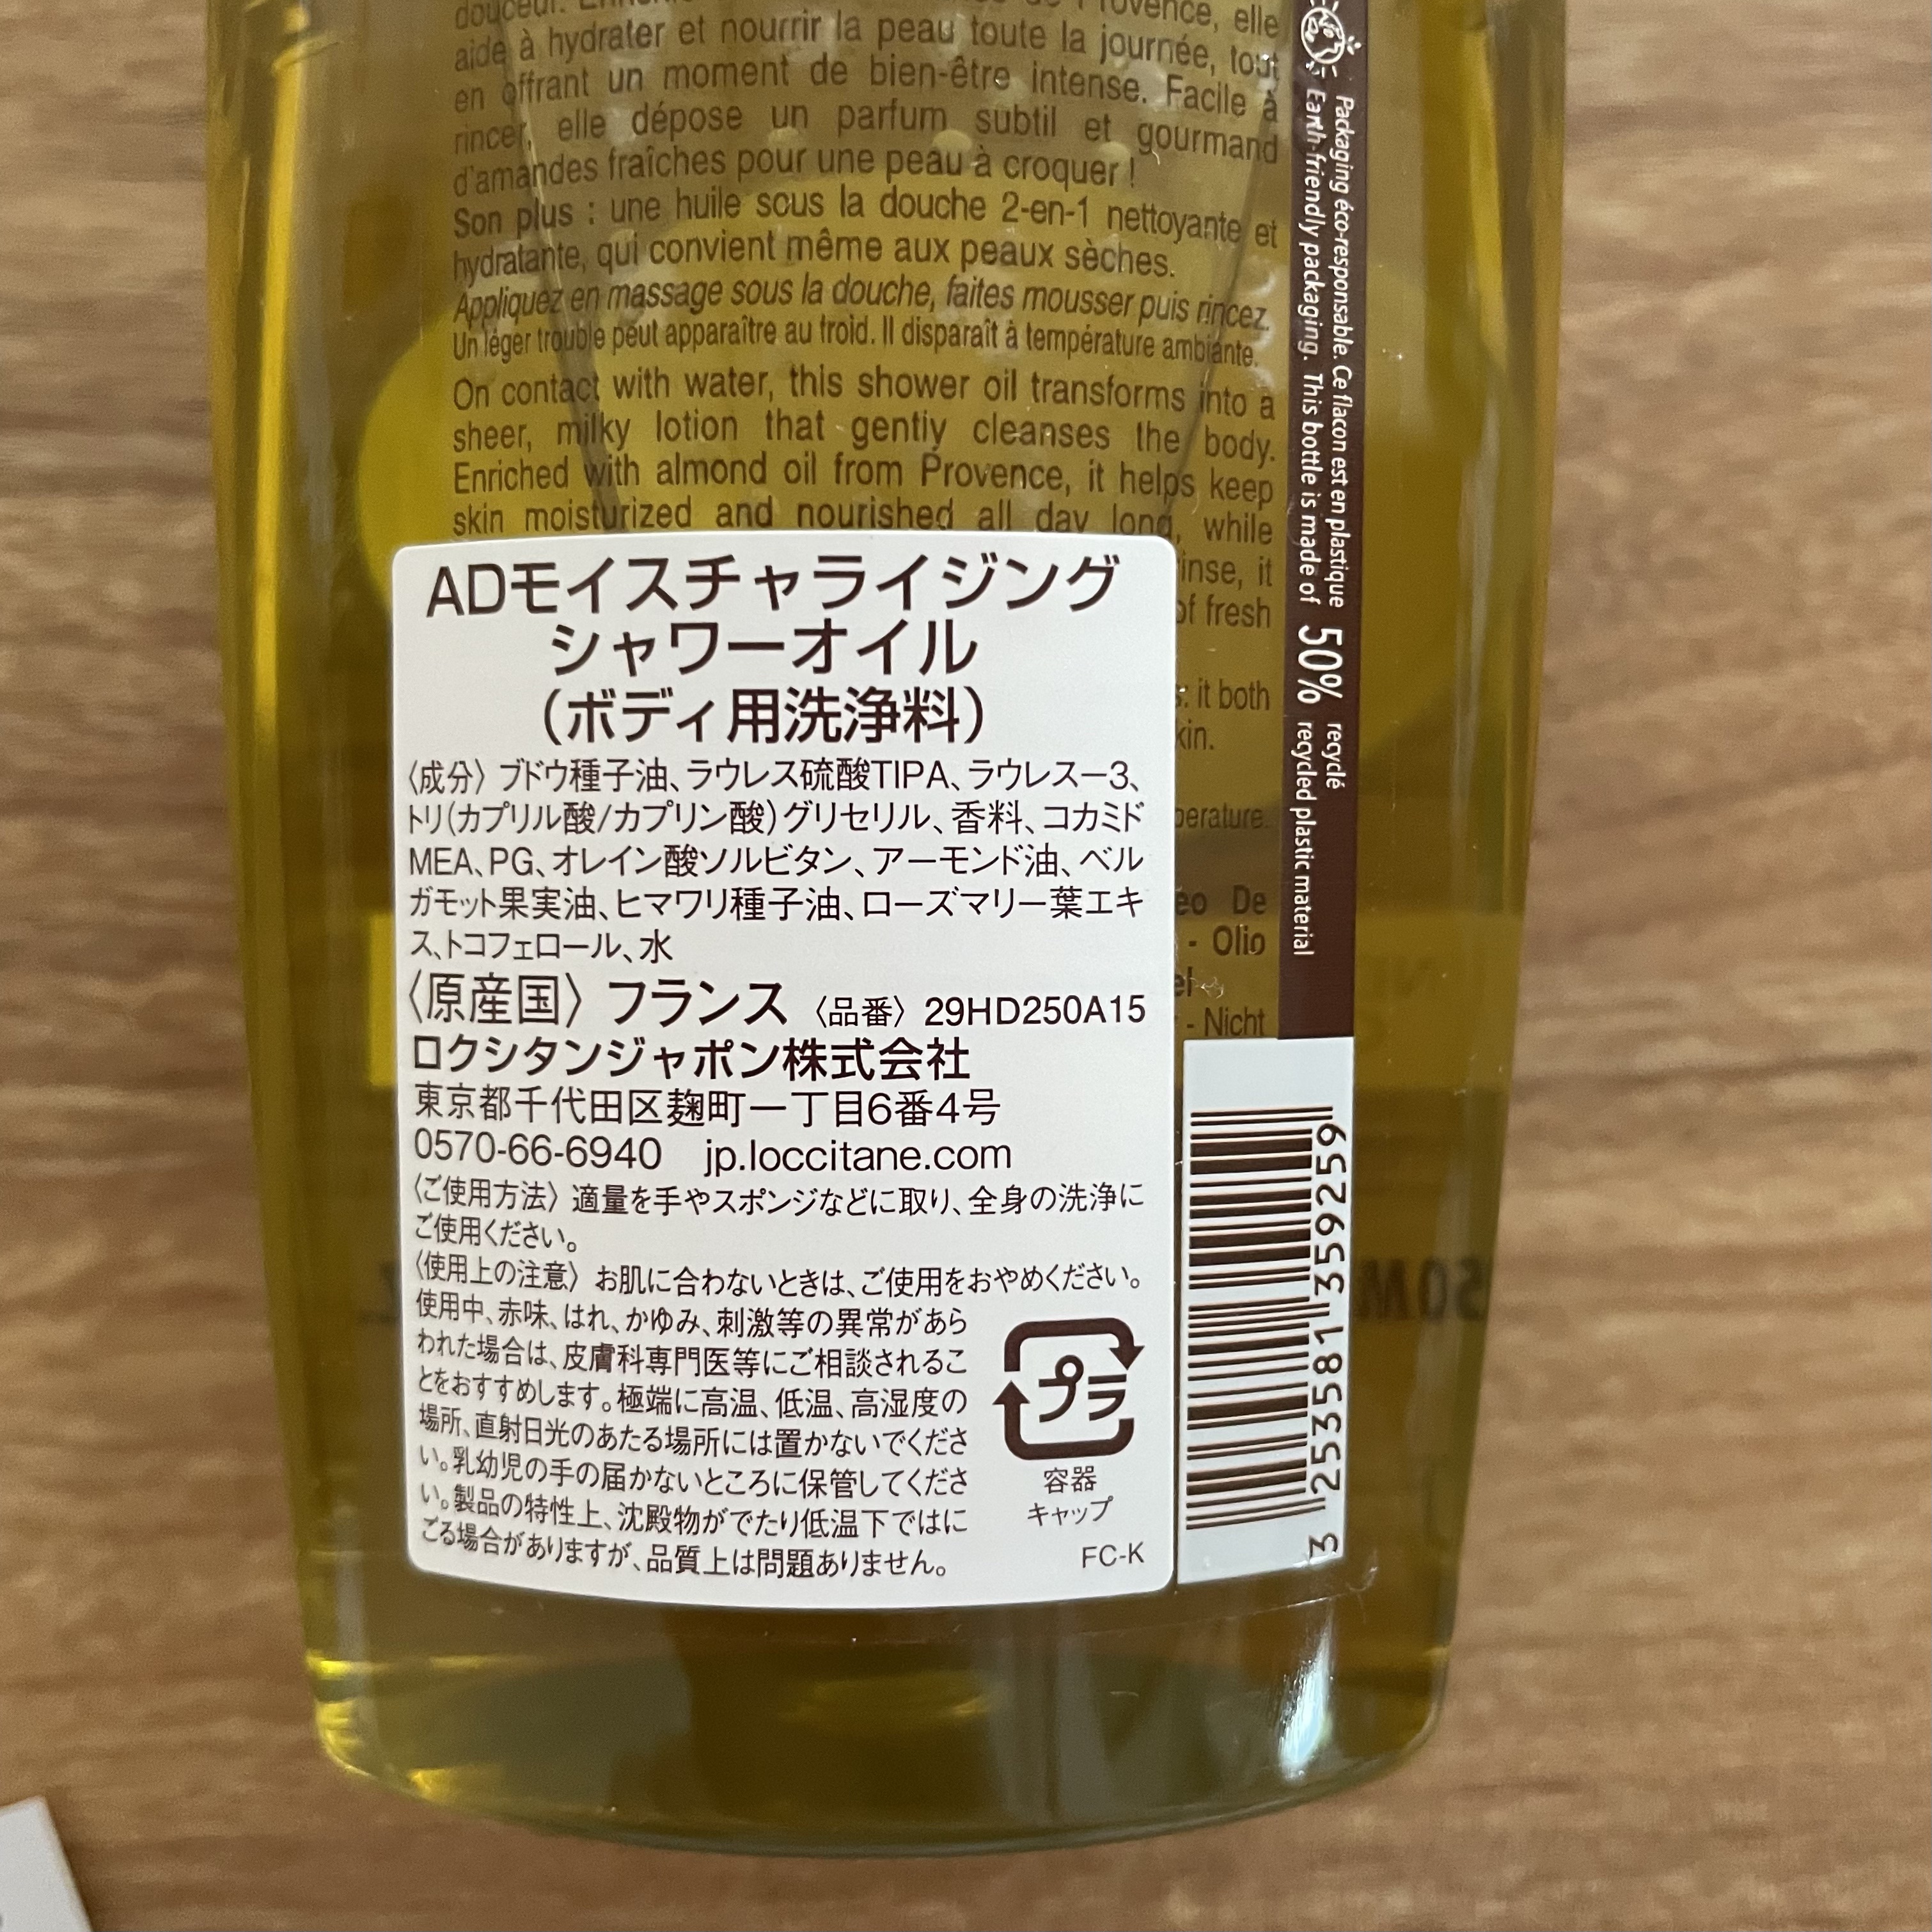 douceur.
Provence, elle
aide à hydrater et nourrir la peau toute la journée, tout
en offrant un moment de bien-être intense. Facile à
rincer, elle dépose un parfum subtil et gourmand
d'amandes fraîches pour une peau à croquer !
Son plus : une huile sous la douche 2-en-1 nettoyante et
hydratante, qui convient même aux peaux sèches.
Appliquez en massage sous la douche, faites mousser puis rincez.
Un léger trouble peut apparaître au froid. Il disparaît à température ambiante.
On contact with water, this shower oil transforms into a
sheer, milky lotion that gently cleanses the body.
Enriched with almond oil from Provence, it helps keep
skin moisturized and nourished all day long, while
it
of fresh
it both
De
- Olio
- Nicht
ADモイスチャライジング
シャワーオイル
(ボディ用洗浄料)
〈成分〉ブドウ種子油、ラウレス硫酸TIPA、ラウレス-3、
トリ(カプリル酸/カプリン酸)グリセリル、香料、コカミド
MEA、PG、オレイン酸ソルビタン、アーモンド油、ベル
ガモット果実油、ヒマワリ種子油、ローズマリー葉エキ
ス、トコフェロール、水
〈原産国〉フランス 〈品番〉29HD250A15
ロクシタンジャポン株式会社
東京都千代田区麹町一丁目6番4号
0570-66-6940 jp.loccitane.com
〈ご使用方法〉適量を手やスポンジなどに取り、全身の洗浄に
ご使用ください。
〈使用上の注意〉お肌に合わないときは、ご使用をおやめください。
使用中、赤味、はれ、かゆみ、刺激等の異常があら
われた場合は、皮膚科専門医等にご相談されるこ
とをおすすめします。極端に高温、低温、高湿度の
場所、直射日光のあたる場所には置かないでくださ
い。乳幼児の手の届かないところに保管してくださ
い。製品の特性上、沈殿物がでたり低温下ではに
ごる場合がありますが、品質上は問題ありません。
プラ
容器
キャップ
FC-K
Packaging éco-responsable. Ce flacon est en plastique 50% recyclé
Earth-friendly packaging. This bottle is made of 50% recycled plastic material
3 253581 359259